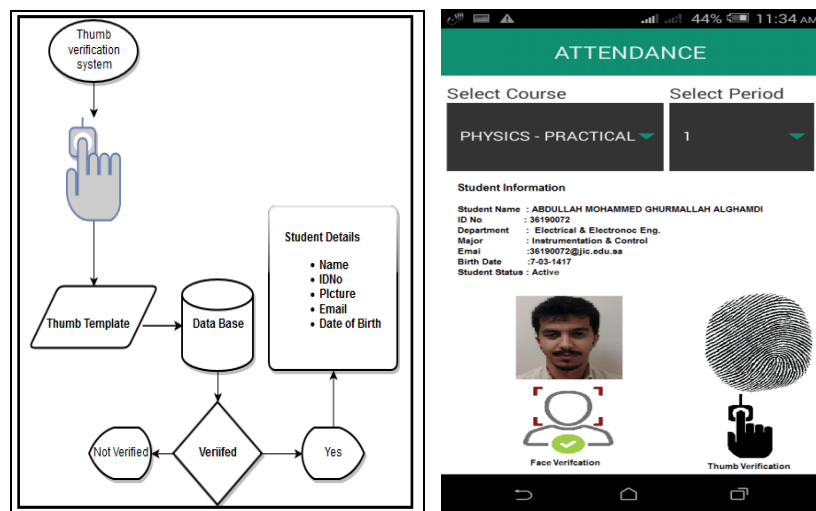 Thumb
verification
system
Thumb Template
Data Base
Student Details
• Name
• IDNo
• PIcture
• Email
• Date of Birth
Not Verified
Veriifed
Yes
44% 11:34 AM
ATTENDANCE
Select Course
Select Period
PHYSICS - PRACTICAL
1
Student Information
Student Name : ABDULLAH MOHAMMED GHURMALLAH ALGHAMDI
ID No : 36190072
Department : Electrical & Electronoc Eng.
Major : Instrumentation & Control
Emai :36190072@jic.edu.sa
Birth Date :7-03-1417
Student Status : Active
Face Verifcation
Thumb Verification